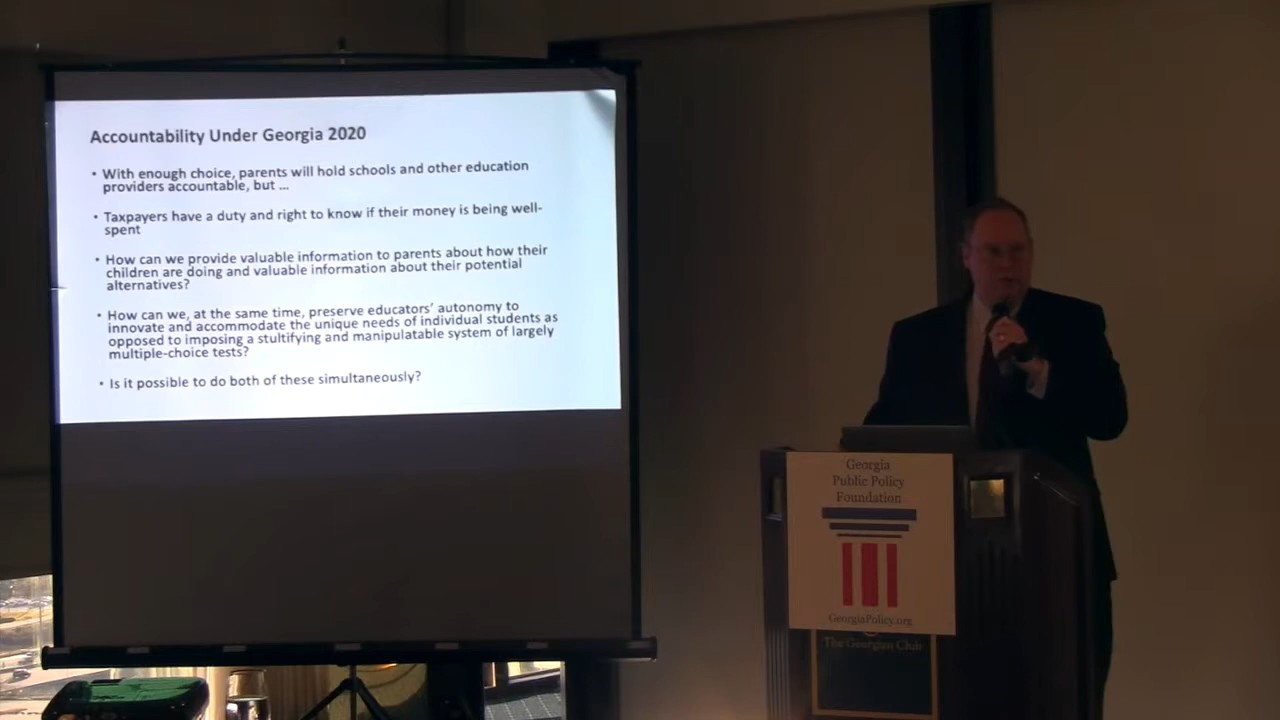 Accountability Under Georgia 2020
• With enough choice, parents will hold schools and other education
providers accountable, but ...
• Taxpayers have a duty and right to know if their money is being well-
spent
• How can we provide valuable information to parents about how their
children are doing and valuable information about their potential
alternatives?
• How can we, at the same time, preserve educators' autonomy to
innovate and accommodate the unique needs of individual students as
opposed to imposing a stultifying and manipulatable system of largely
multiple-choice tests?
• Is it possible to do both of these simultaneously?
Georgia
Public Policy
Foundation
GeorgiaPolicy.org
The Georgian Club